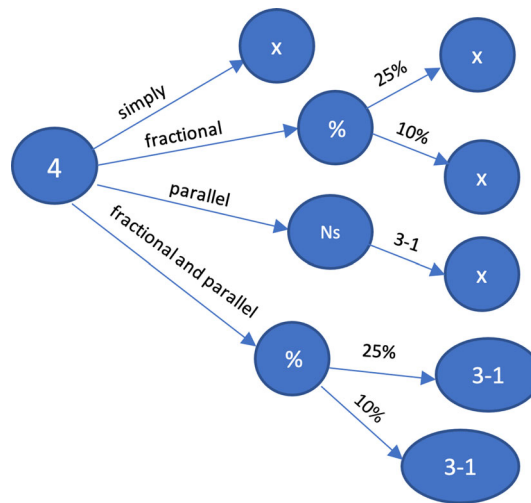 4
simply
x
fractional
%
25%
x
10%
x
parallel
Ns
3-1
x
fractional and parallel
%
25%
3-1
10%
3-1